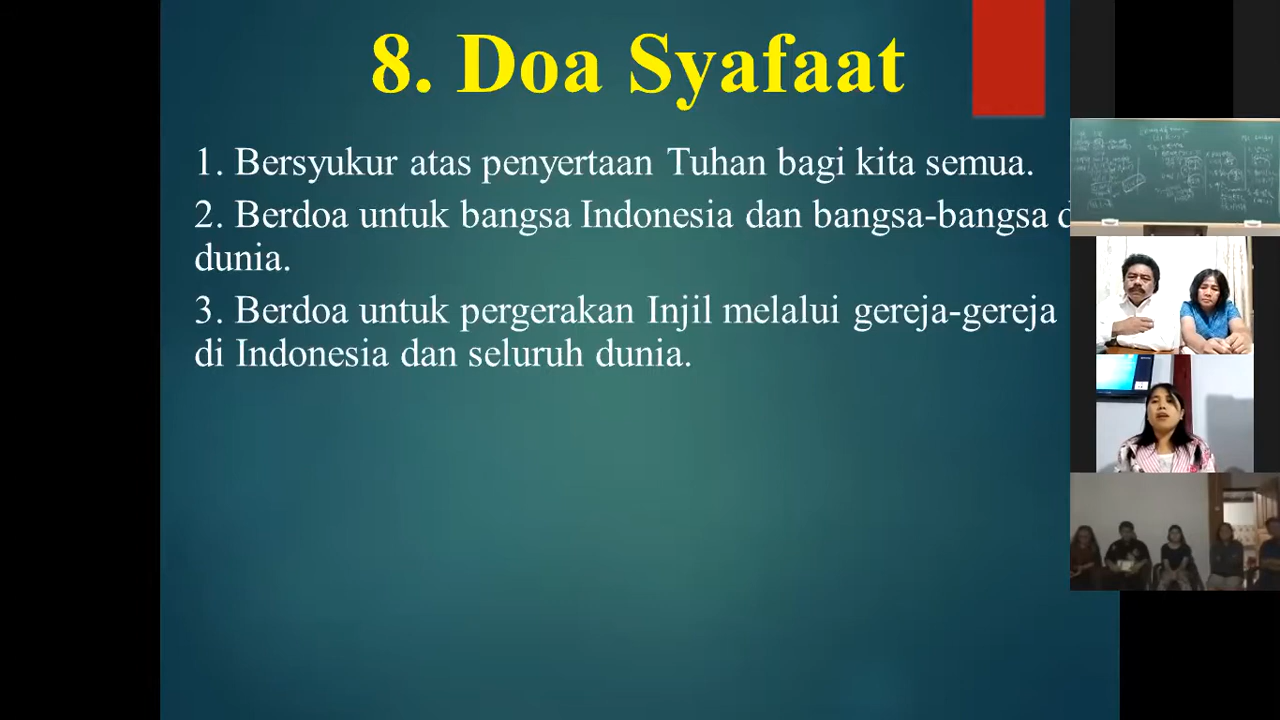 8. Doa Syafaat
1. Bersyukur atas penyertaan Tuhan bagi kita semua.
2. Berdoa untuk bangsa Indonesia dan bangsa-bangsa
dunia.
3. Berdoa untuk pergerakan Injil melalui gereja-gereja
di Indonesia dan seluruh dunia.